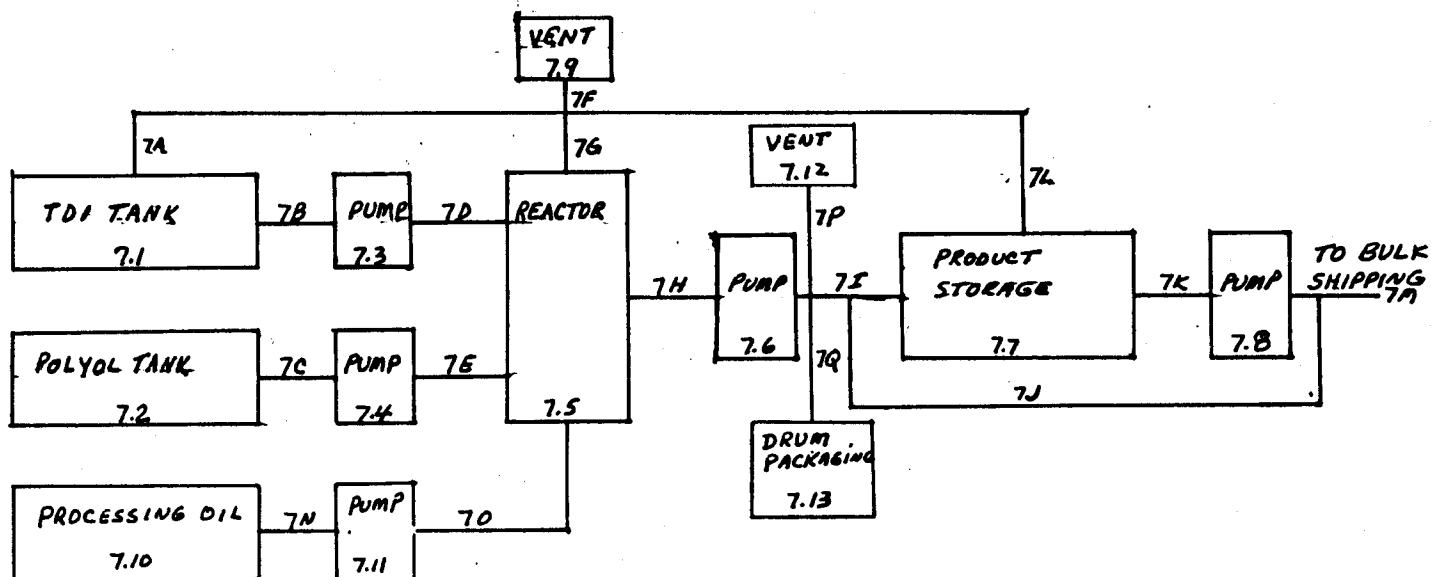 VENT
7.9
7F
7A
7G
VENT
7.12
7L
7P
TDI TANK
7.1
7B
PUMP
7.3
7D
REACTOR
7.5
7H
PUMP
7.6
7I
PRODUCT
STORAGE
7.7
7K
PUMP
7.8
TO BULK
SHIPPING
7M
7Q
7J
POLYOL TANK
7.2
7C
PUMP
7.4
7E
DRUM
PACKAGING
7.13
PROCESSING OIL
7.10
7N
PUMP
7.11
7O